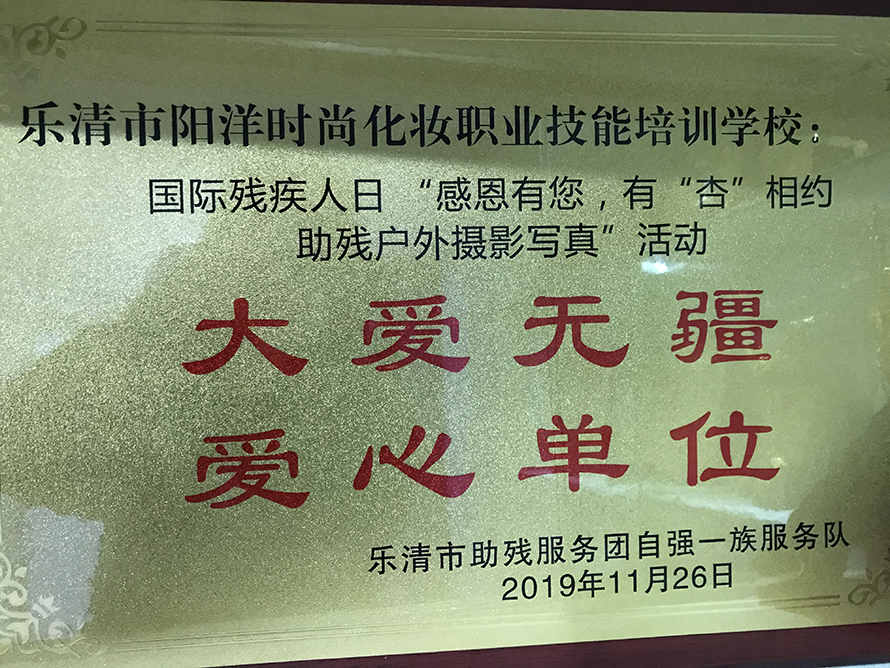 乐清市阳洋时尚化妆职业技能培训学校：
国际残疾人日 “感恩有您，有“杏”相约
助残户外摄影写真”活动
大爱无疆
爱心单位
乐清市助残服务团自强一族服务队
2019年11月26日